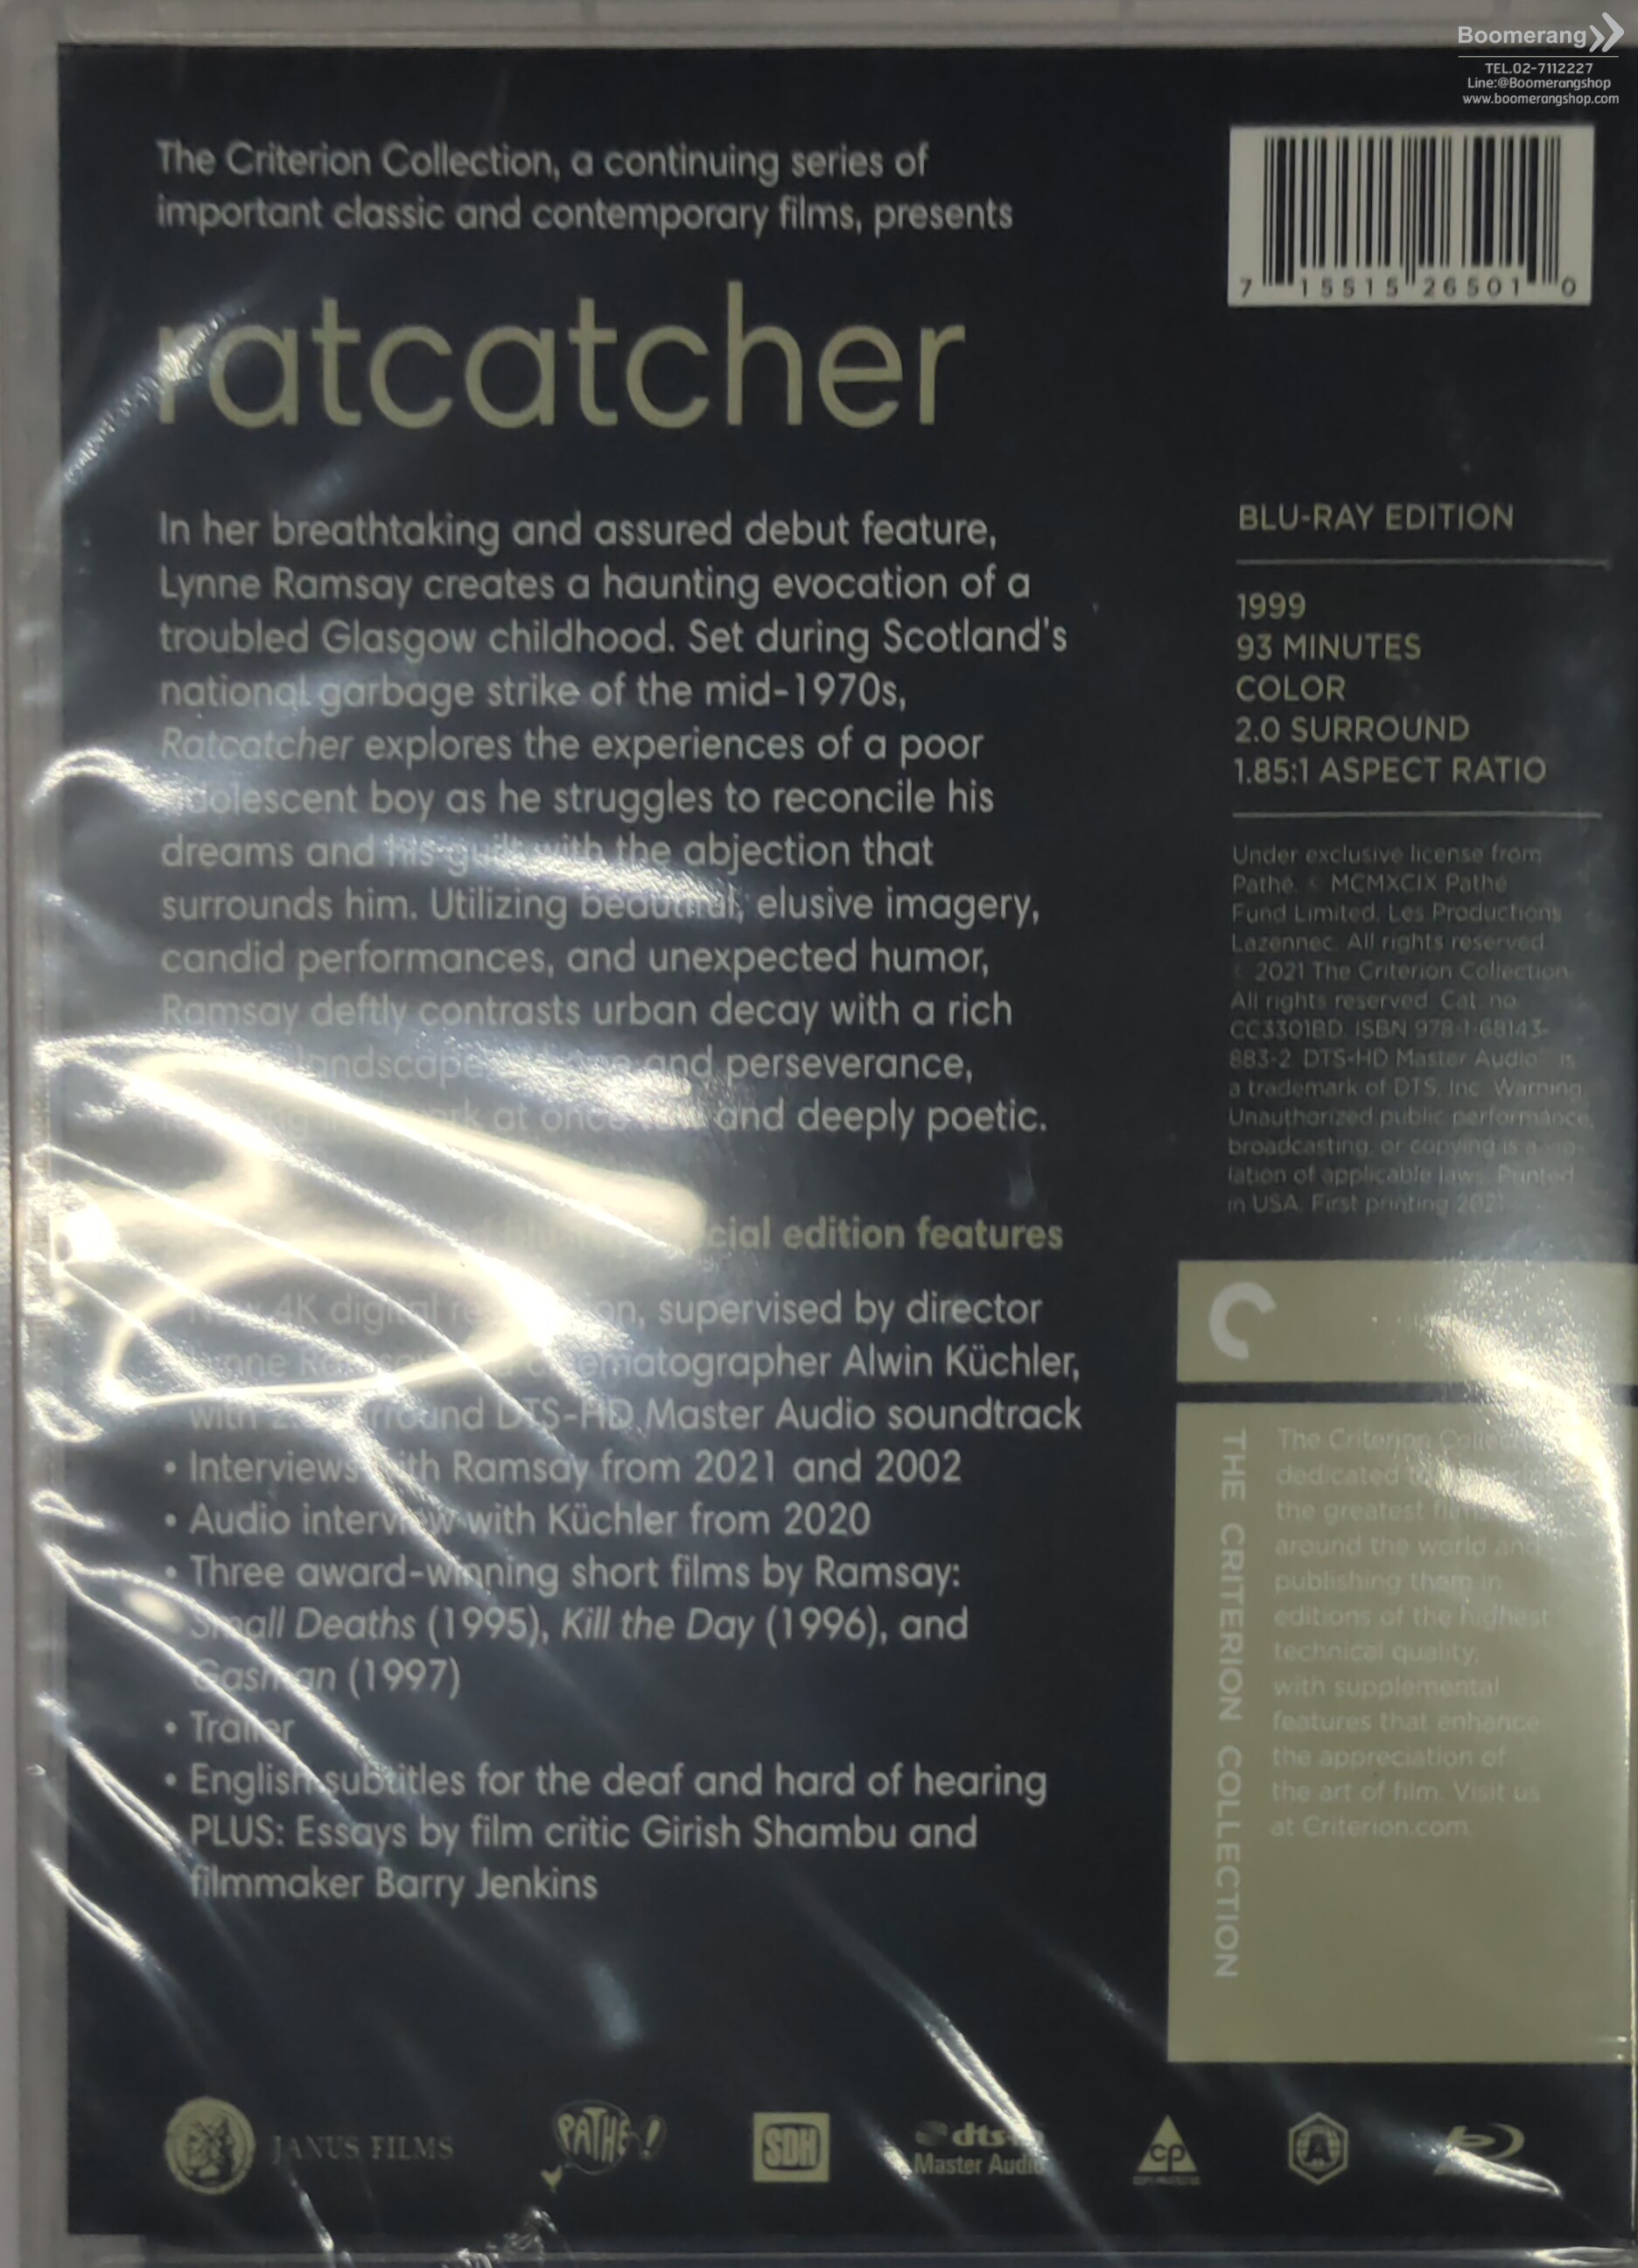 Boomerang
TEL.02-7112227
Line:@Boomerangshop
www.boomerangshop.com
The Criterion Collection, a continuing series of
important classic and contemporary films, presents
7 15515 26501 0
ratcatcher
In her breathtaking and assured debut feature,
Lynne Ramsay creates a haunting evocation of a
troubled Glasgow childhood. Set during Scotland's
national garbage strike of the mid-1970s,
Ratcatcher explores the experiences of a poor
adolescent boy as he struggles to reconcile his
dreams and his guilt with the abjection that
surrounds him. Utilizing beautiful, elusive imagery,
candid performances, and unexpected humor,
Ramsay deftly contrasts urban decay with a rich
landscape and perseverance,
at once and deeply poetic.
edition features
4K digital supervised by director
cinematographer Alwin Küchler,
with DTS-HD Master Audio soundtrack
• Interviews with Ramsay from 2021 and 2002
• Audio interview with Küchler from 2020
• Three award-winning short films by Ramsay:
Small Deaths (1995), Kill the Day (1996), and
Gasman (1997)
• Trailer
• English subtitles for the deaf and hard of hearing
PLUS: Essays by film critic Girish Shambu and
filmmaker Barry Jenkins
BLU-RAY EDITION
1999
93 MINUTES
COLOR
2.0 SURROUND
1.85:1 ASPECT RATIO
Under exclusive license from
Pathé. © MCMXCIX Pathé
Fund Limited, Les Productions
Lazennec. All rights reserved.
© 2021 The Criterion Collection.
All rights reserved. Cat. no.
CC3301BD. ISBN 978-1-68143-
883-2. DTS-HD Master Audio™ is
a trademark of DTS, Inc. Warning:
Unauthorized public performance,
broadcasting, or copying is a vio-
lation of applicable laws. Printed
in USA. First printing 2021.
THE CRITERION COLLECTION
The Criterion
dedicated
the greatest films
around the world and
publishing them in
editions of the highest
technical quality,
with supplemental
features that enhance
the appreciation of
the art of film. Visit us
at Criterion.com.
JANUS FILMS
PATHE!
SDH
dts-HD
Master Audio
CP
A